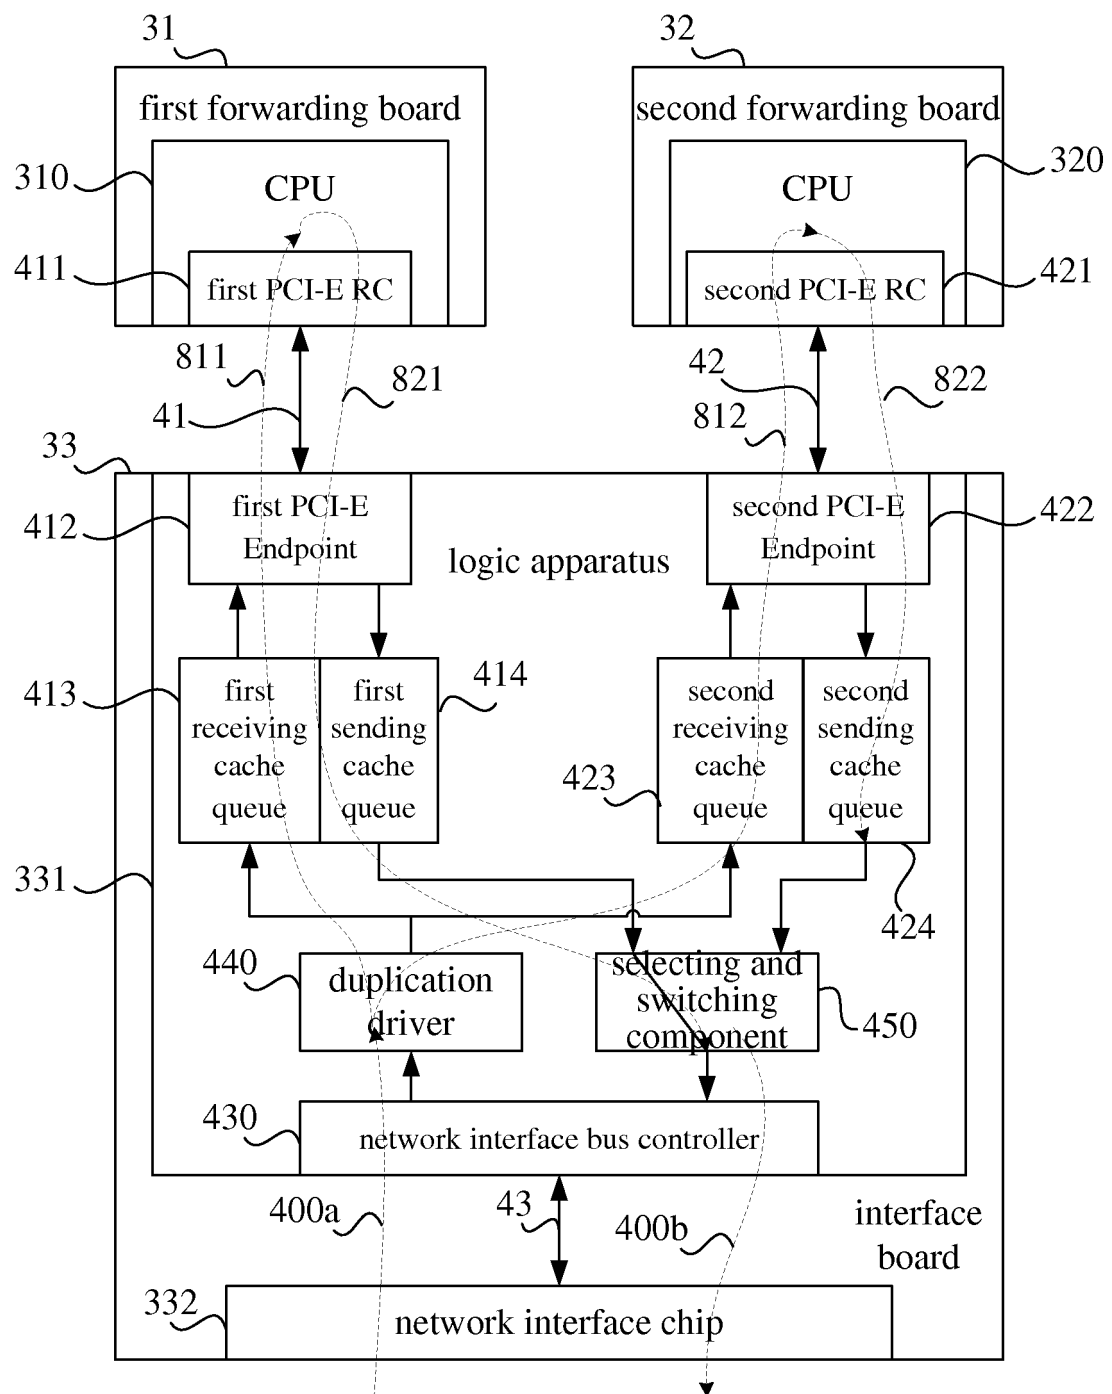 31
32
first forwarding board
second forwarding board
310
CPU
CPU
320
411
first PCI-E RC
second PCI-E RC
421
811
821
42
822
41
812
33
412
first PCI-E
Endpoint
second PCI-E
Endpoint
422
logic apparatus
413
first
receiving
cache
queue
first
sending
cache
queue
414
423
second
receiving
cache
queue
second
sending
cache
queue
331
424
440
duplication
driver
selecting and
switching
component
450
430
network interface bus controller
400a
43
400b
interface
board
332
network interface chip